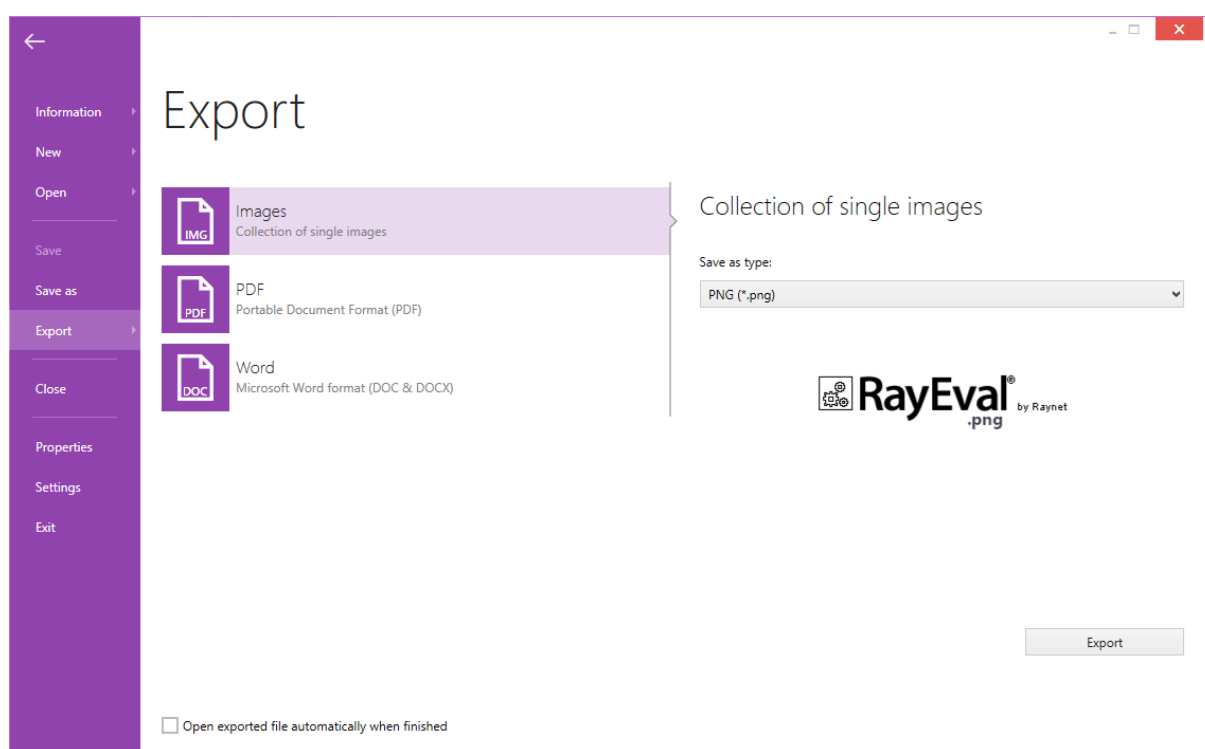 Information
New
Open
Save
Save as
Export
Close
Properties
Settings
Exit
Export
IMG
Images
Collection of single images
PDF
PDF
Portable Document Format (PDF)
DOC
Word
Microsoft Word format (DOC & DOCX)
Collection of single images
Save as type:
PNG (*.png)
RayEval® by Raynet
.png
Export
Open exported file automatically when finished